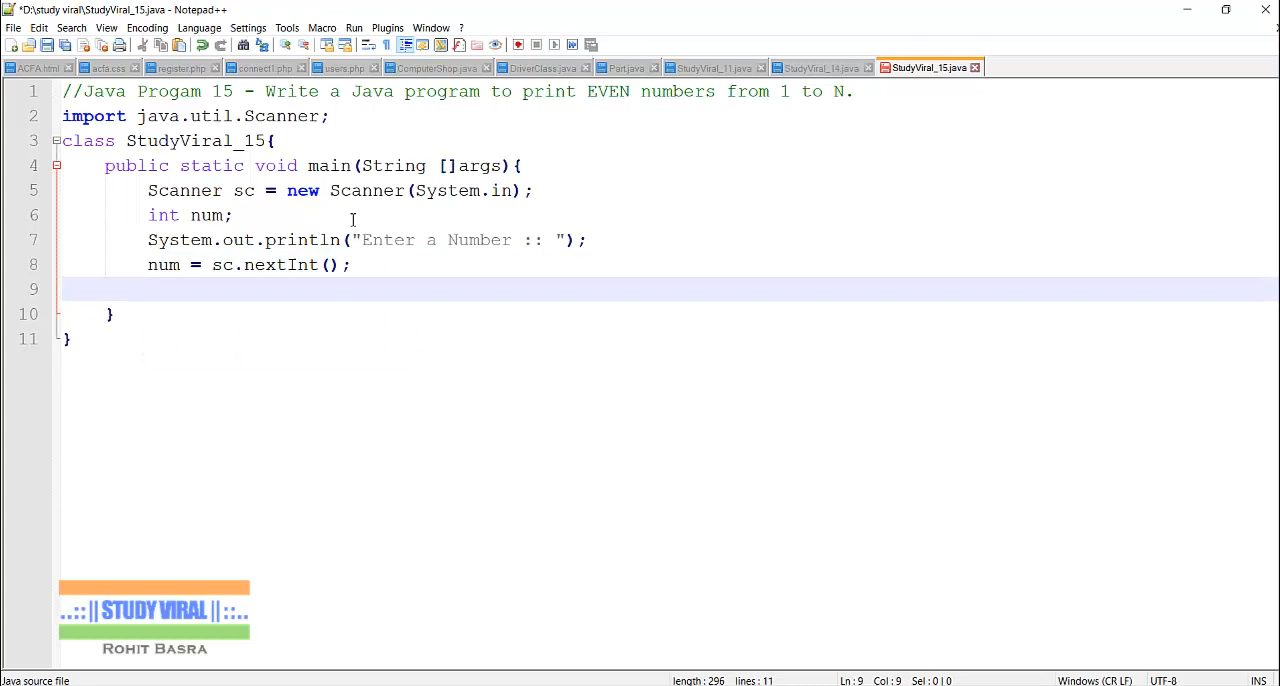 *D:\study viral\StudyViral_15.java - Notepad++
File Edit Search View Encoding Language Settings Tools Macro Run Plugins Window ?
ACFA.html acfa.css register.php connect1.php users.php ComputerShop.java DriverClass.java Part.java StudyViral_11.java StudyViral_14.java StudyViral_15.java
1 //Java Progam 15 - Write a Java program to print EVEN numbers from 1 to N.
2 import java.util.Scanner;
3 class StudyViral_15{
4 public static void main(String []args){
5 Scanner sc = new Scanner(System.in);
6 int num;
7 System.out.println("Enter a Number :: ");
8 num = sc.nextInt();
9
10 }
11 }
..::|| STUDY VIRAL ||::..
ROHIT BASRA
Java source file length : 296 lines : 11 Ln : 9 Col : 9 Sel : 0 | 0 Windows (CR LF) UTF-8 INS